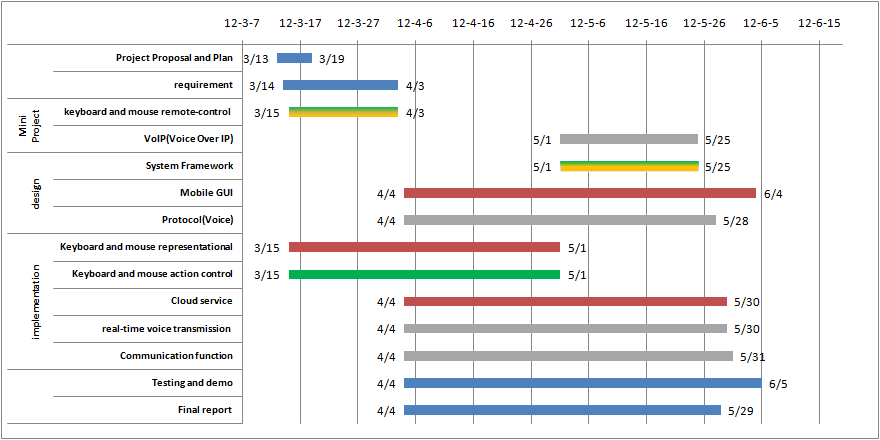 12-3-7 12-3-17 12-3-27 12-4-6 12-4-16 12-4-26 12-5-6 12-5-16 12-5-26 12-6-5 12-6-15
Project Proposal and Plan 3/13 3/19
requirement 3/14 4/3
Mini Project
keyboard and mouse remote-control 3/15 4/3
VoIP(Voice Over IP) 5/1 5/25
design
System Framework 5/1 5/25
Mobile GUI 4/4 6/4
Protocol(Voice) 4/4 5/28
implementation
Keyboard and mouse representational 3/15 5/1
Keyboard and mouse action control 3/15 5/1
Cloud service 4/4 5/30
real-time voice transmission 4/4 5/30
Communication function 4/4 5/31
Testing and demo 4/4 6/5
Final report 4/4 5/29